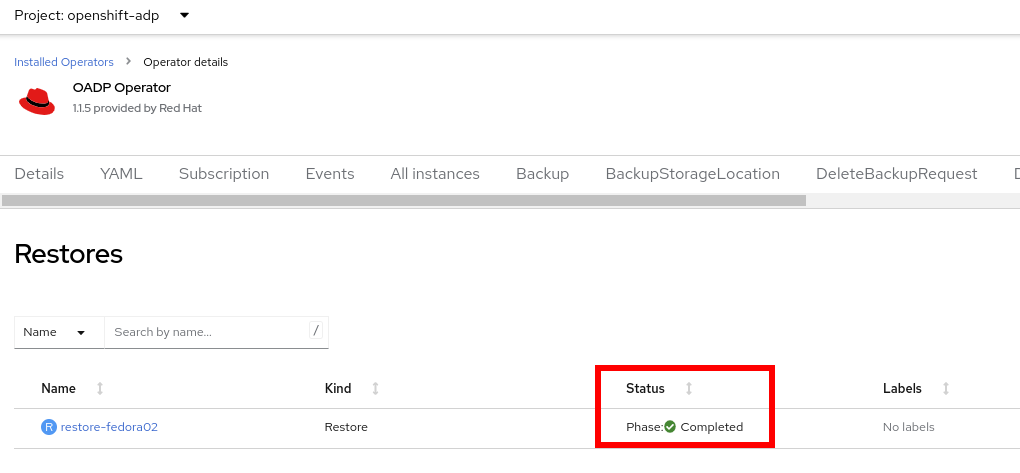 Project: openshift-adp
Installed Operators > Operator details
OADP Operator
1.1.5 provided by Red Hat
Details YAML Subscription Events All instances Backup BackupStorageLocation DeleteBackupRequest
Restores
Name Search by name... /
Name Kind Status Labels
R restore-fedora02 Restore Phase: Completed No labels